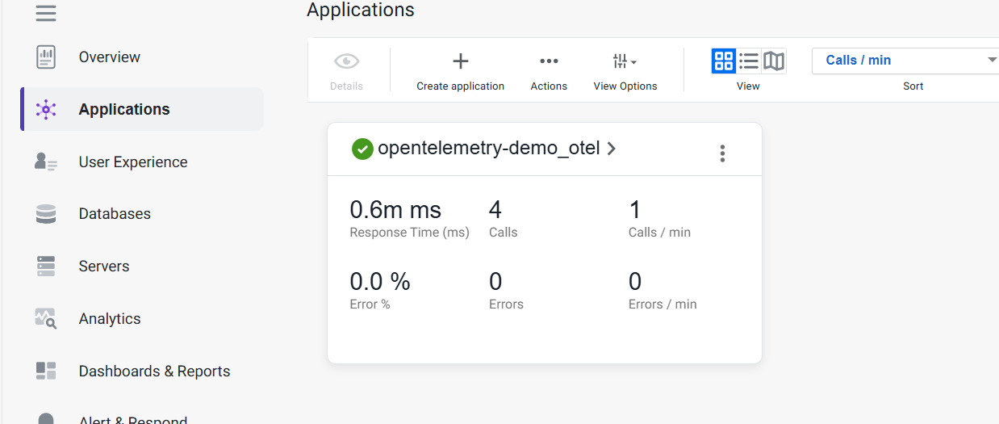 Applications
Overview
Applications
User Experience
Databases
Servers
Analytics
Dashboards & Reports
Alert & Respond
Details
Create application
Actions
View Options
View
Calls / min
Sort
opentelemetry-demo_otel
0.6m ms
Response Time (ms)
4
Calls
1
Calls / min
0.0 %
Error %
0
Errors
0
Errors / min